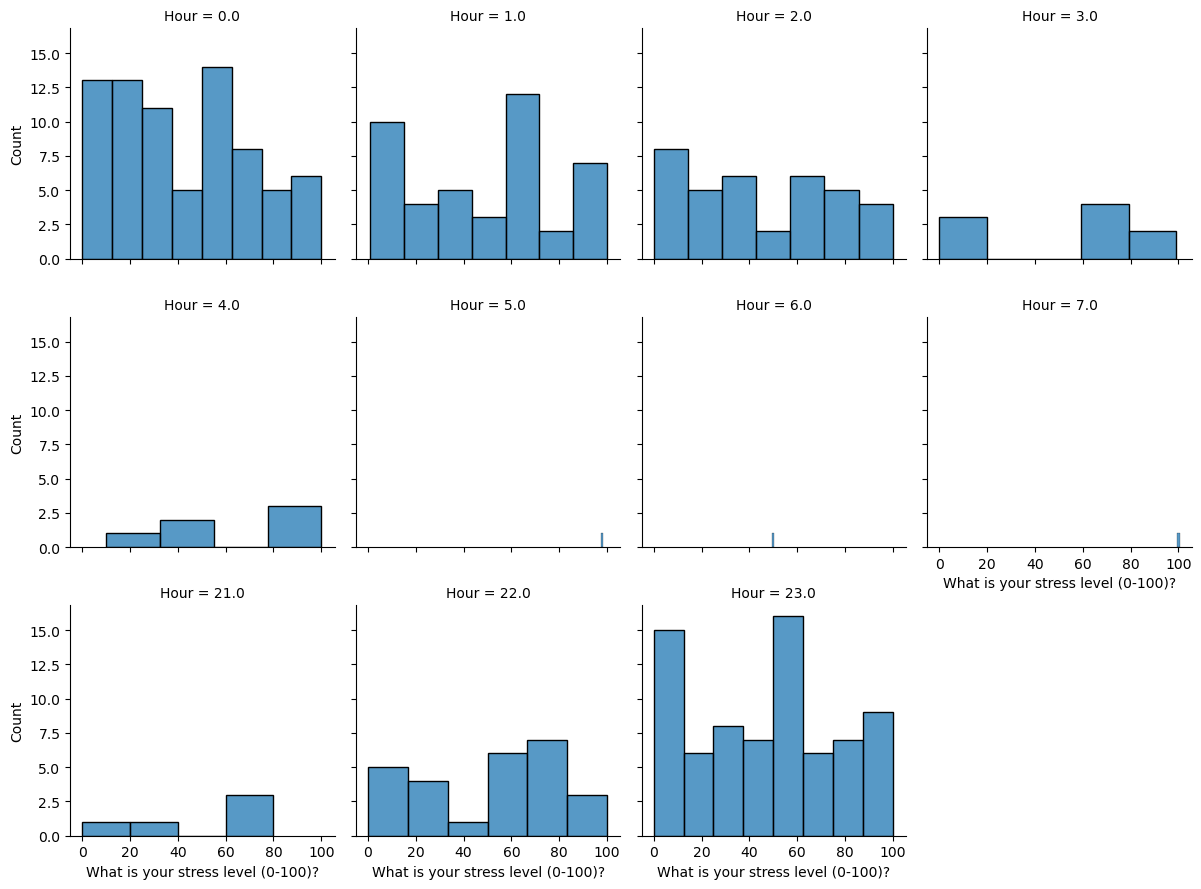 Hour = 0.0
Hour = 1.0
Hour = 2.0
Hour = 3.0
15.0
12.5
10.0
7.5
5.0
2.5
0.0
Count
Hour = 4.0
Hour = 5.0
Hour = 6.0
Hour = 7.0
15.0
12.5
10.0
7.5
5.0
2.5
0.0
Count
0 20 40 60 80 100
What is your stress level (0-100)?
Hour = 21.0
Hour = 22.0
Hour = 23.0
15.0
12.5
10.0
7.5
5.0
2.5
0.0
Count
0 20 40 60 80 100
What is your stress level (0-100)?
0 20 40 60 80 100
What is your stress level (0-100)?
0 20 40 60 80 100
What is your stress level (0-100)?